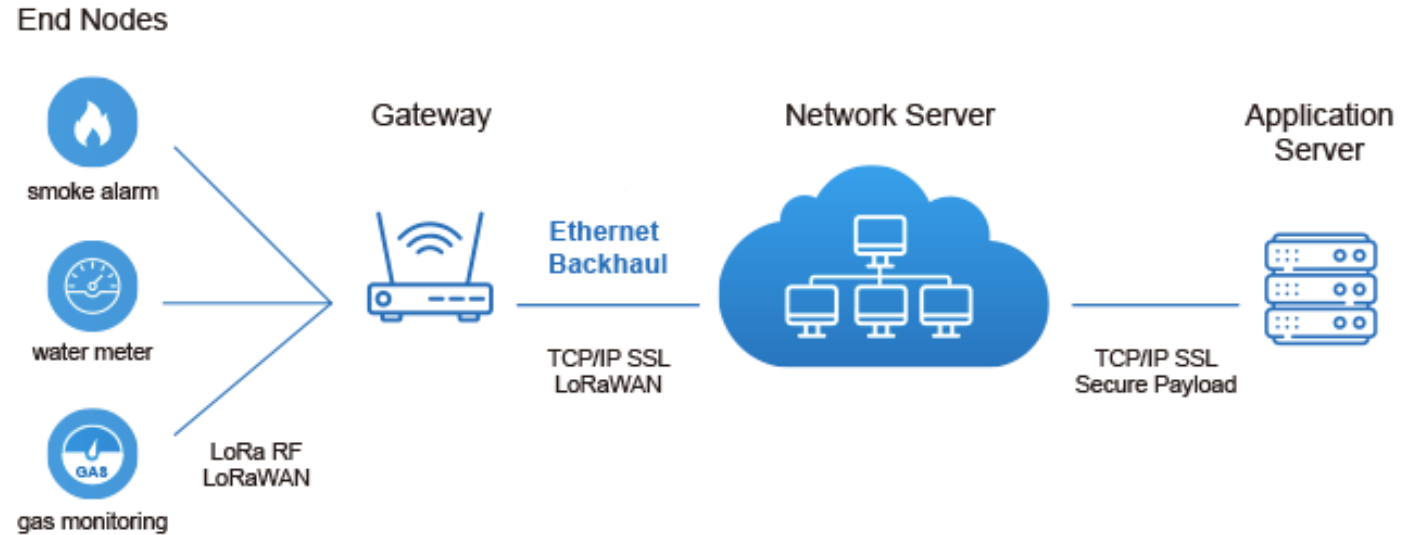 End Nodes
smoke alarm
water meter
GAS
gas monitoring
LoRa RF
LoRaWAN
Gateway
Ethernet
Backhaul
TCP/IP SSL
LoRaWAN
Network Server
TCP/IP SSL
Secure Payload
Application
Server